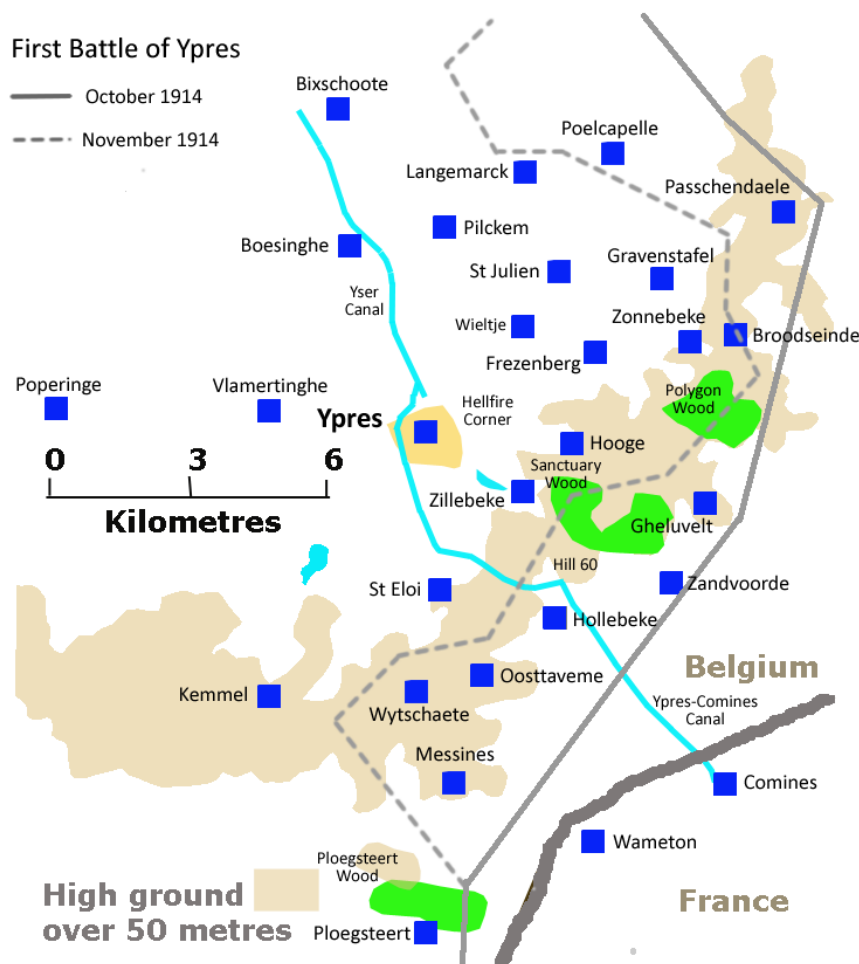 First Battle of Ypres
October 1914
November 1914
Bixschoote
Poelcapelle
Langemarck
Passchendaele
Pilckem
Boesinghe
Gravenstafel
St Julien
Yser
Canal
Zonnebeke
Wieltje
Broodseinde
Frezenberg
Poperinge
Vlamertinghe
Polygon
Wood
Hellfire
Corner
Ypres
Hooge
0 3 6
Kilometres
Sanctuary
Wood
Zillebeke
Gheluvelt
Hill 60
St Eloi
Zandvoorde
Hollebeke
Belgium
Oosttaveme
Kemmel
Wytschaete
Ypres-Comines
Canal
Messines
Comines
Wameton
Ploegsteert
Wood
High ground
over 50 metres
France
Ploegsteert